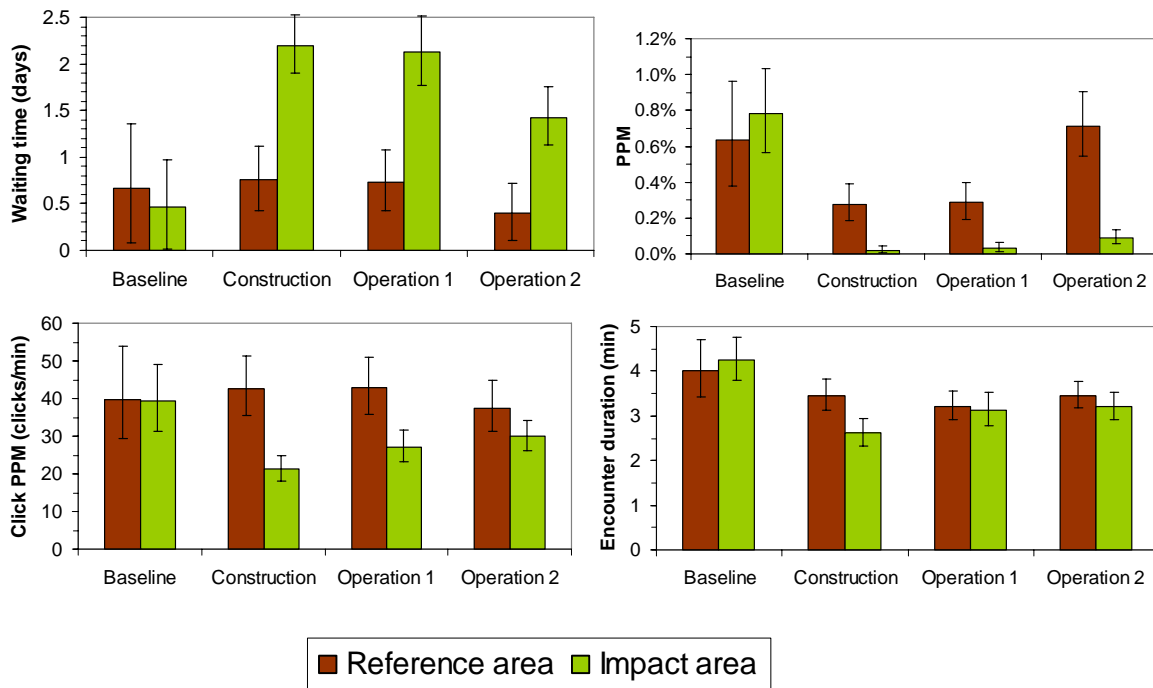 Waiting time (days)
2.5
2
1.5
1
0.5
0
Baseline Construction Operation 1 Operation 2
PPM
1.2%
1.0%
0.8%
0.6%
0.4%
0.2%
0.0%
Baseline Construction Operation 1 Operation 2
Click PPM (clicks/min)
60
50
40
30
20
10
0
Baseline Construction Operation 1 Operation 2
Encounter duration (min)
5
4
3
2
1
0
Baseline Construction Operation 1 Operation 2
Reference area Impact area